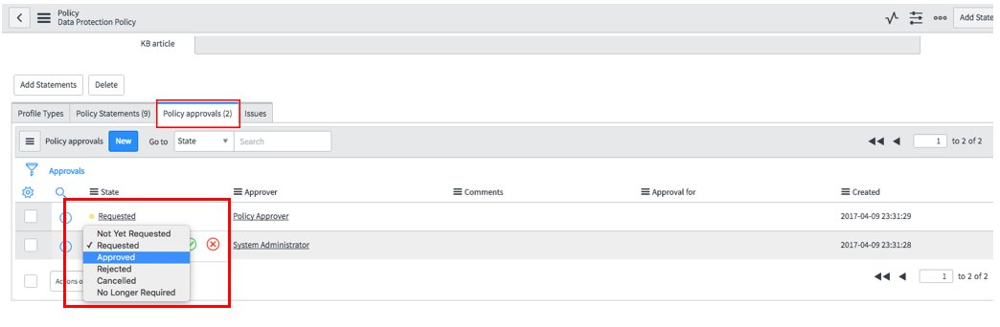 Policy
Data Protection Policy
Add State
KB article
Add Statements Delete
Profile Types Policy Statements (9) Policy approvals (2) Issues
Policy approvals New Go to State Search 1 to 2 of 2
Approvals
State Approver Comments Approval for Created
Requested Policy Approver 2017-04-09 23:31:29
Not Yet Requested
✓ Requested System Administrator 2017-04-09 23:31:28
Approved
Rejected
Cancelled
No Longer Required
Actions o 1 to 2 of 2